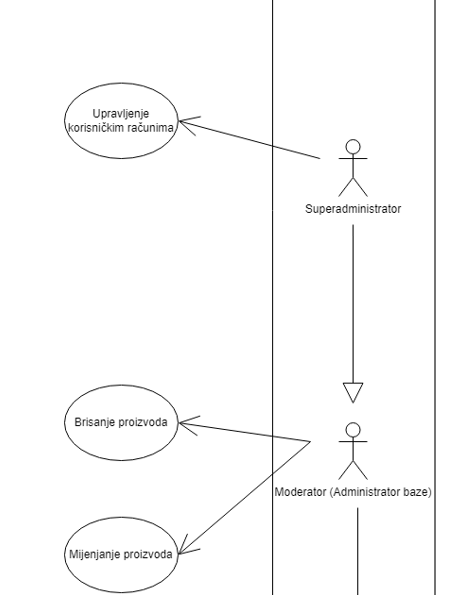 Upravljenje
korisničkim računima
Superadministrator
Brisanje proizvoda
Moderator (Administrator baze)
Mijenjanje proizvoda